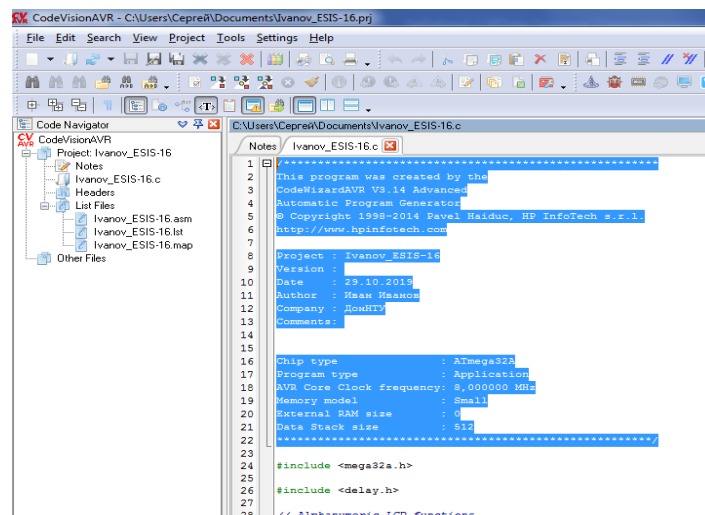 CodeVisionAVR - C:\Users\Сергей\Documents\Ivanov_ESIS-16.prj
File Edit Search View Project Tools Settings Help
Code Navigator
CodeVisionAVR
Project: Ivanov_ESIS-16
Notes
Ivanov_ESIS-16.c
Headers
List Files
Ivanov_ESIS-16.asm
Ivanov_ESIS-16.lst
Ivanov_ESIS-16.map
Other Files
C:\Users\Сергей\Documents\Ivanov_ESIS-16.c
Notes Ivanov_ESIS-16.c
1 /*******************************************************
2 This program was created by the
3 CodeWizardAVR V3.14 Advanced
4 Automatic Program Generator
5 © Copyright 1998-2014 Pavel Haiduc, HP InfoTech s.r.l.
6 http://www.hpinfotech.com
7
8 Project : Ivanov_ESIS-16
9 Version :
10 Date : 29.10.2019
11 Author : Иван Иванов
12 Company : ДонНТУ
13 Comments:
14
15
16 Chip type : ATmega32A
17 Program type : Application
18 AVR Core Clock frequency: 8,000000 MHz
19 Memory model : Small
20 External RAM size : 0
21 Data Stack size : 512
22 *******************************************************/
23
24 #include <mega32a.h>
25
26 #include <delay.h>
27
28 // Alphanumeric LCD functions